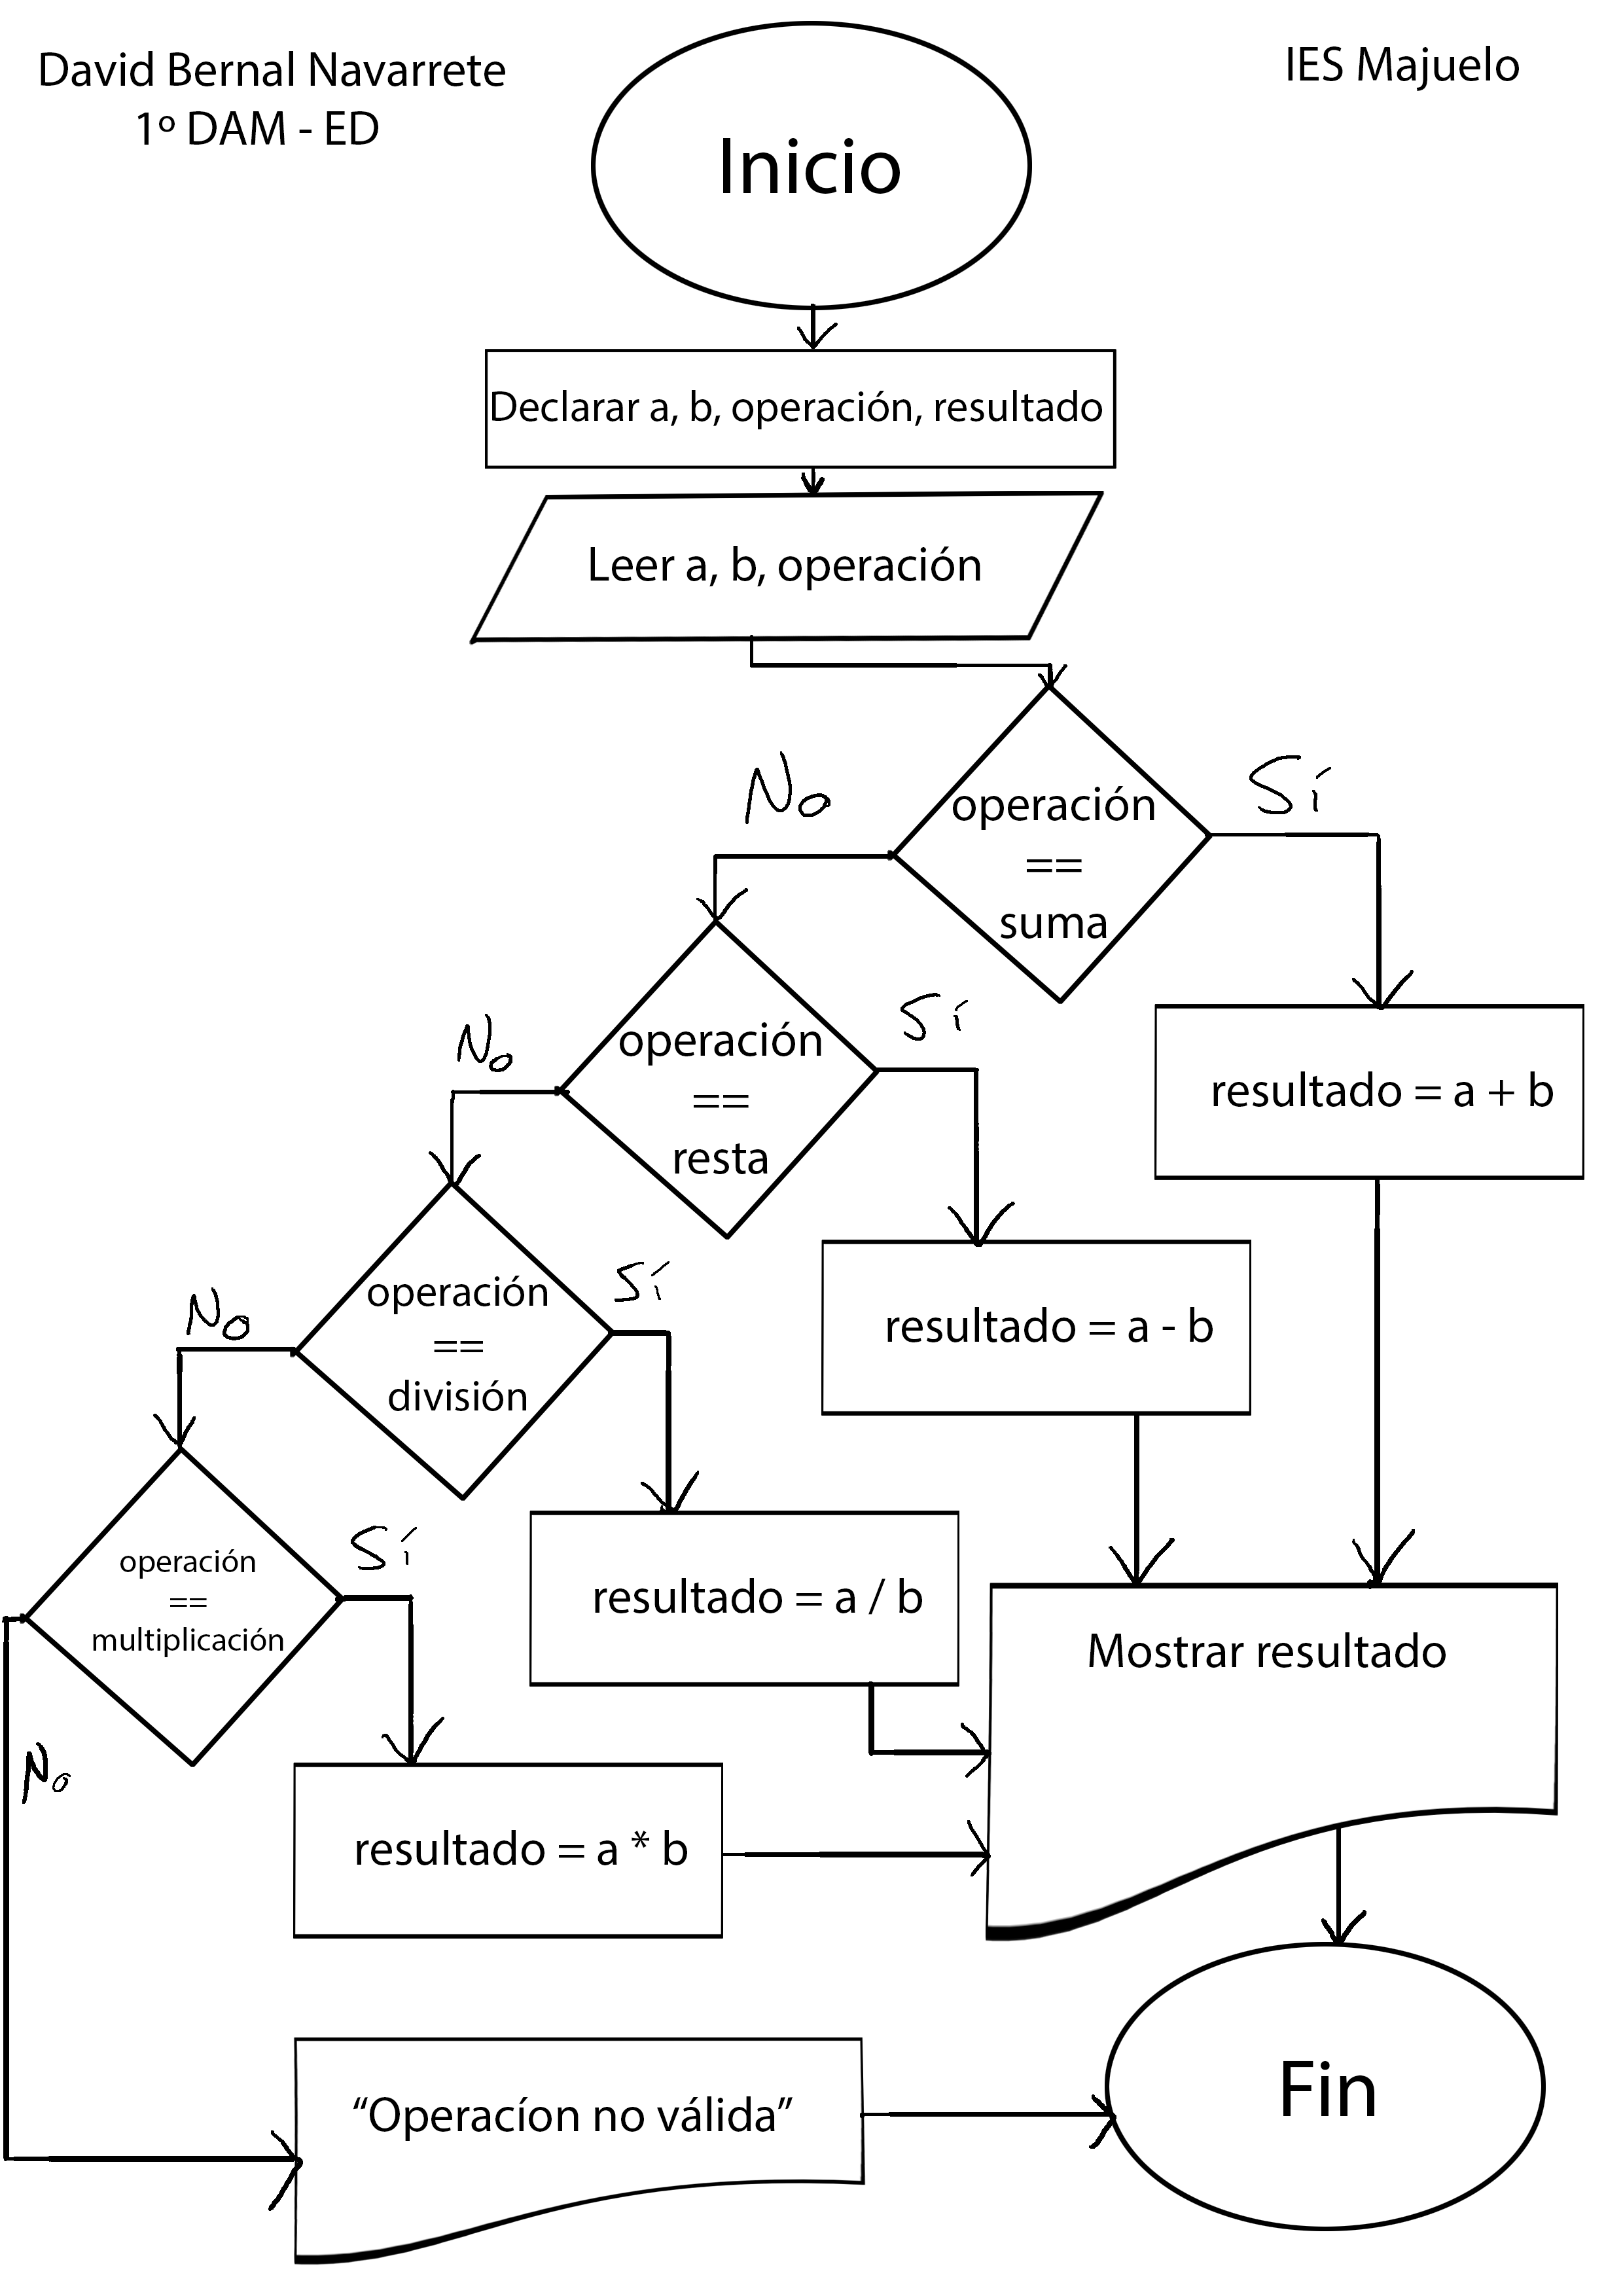 David Bernal Navarrete
1º DAM - ED
IES Majuelo
Inicio
Declarar a, b, operación, resultado
Leer a, b, operación
No
Sí
operación
==
suma
No
Sí
operación
==
resta
resultado = a + b
No
Sí
operación
==
división
resultado = a - b
No
Sí
operación
==
multiplicación
resultado = a / b
Mostrar resultado
No
resultado = a * b
“Operacíon no válida”
Fin